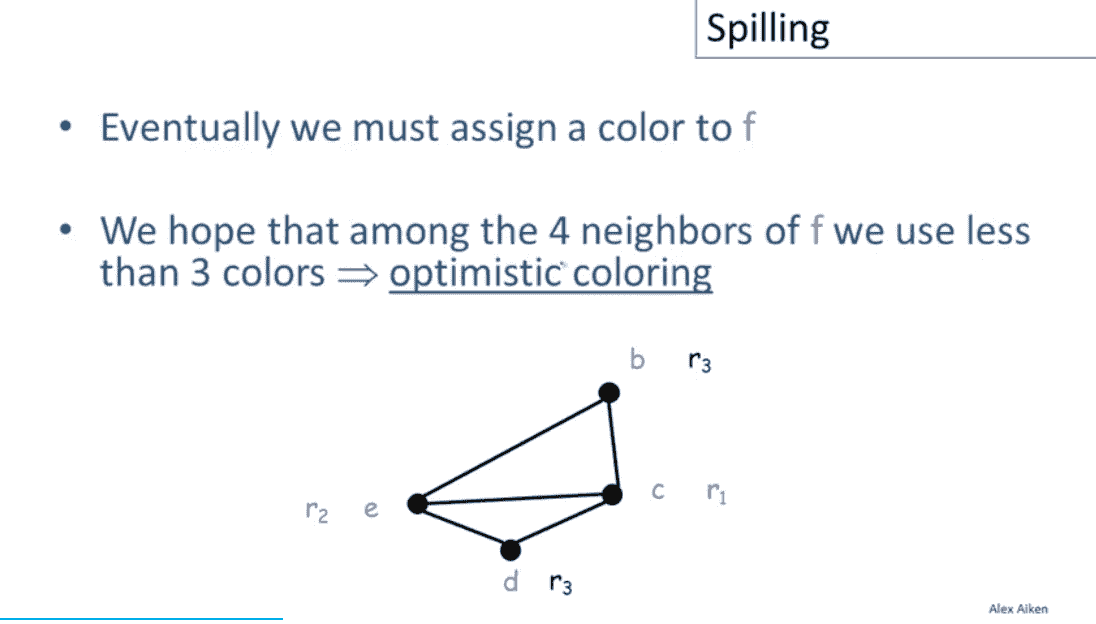 Spilling
• Eventually we must assign a color to f
• We hope that among the 4 neighbors of f we use less
than 3 colors ⇒ optimistic coloring
b r₃
c r₁
r₂ e
d r₃
Alex Aiken